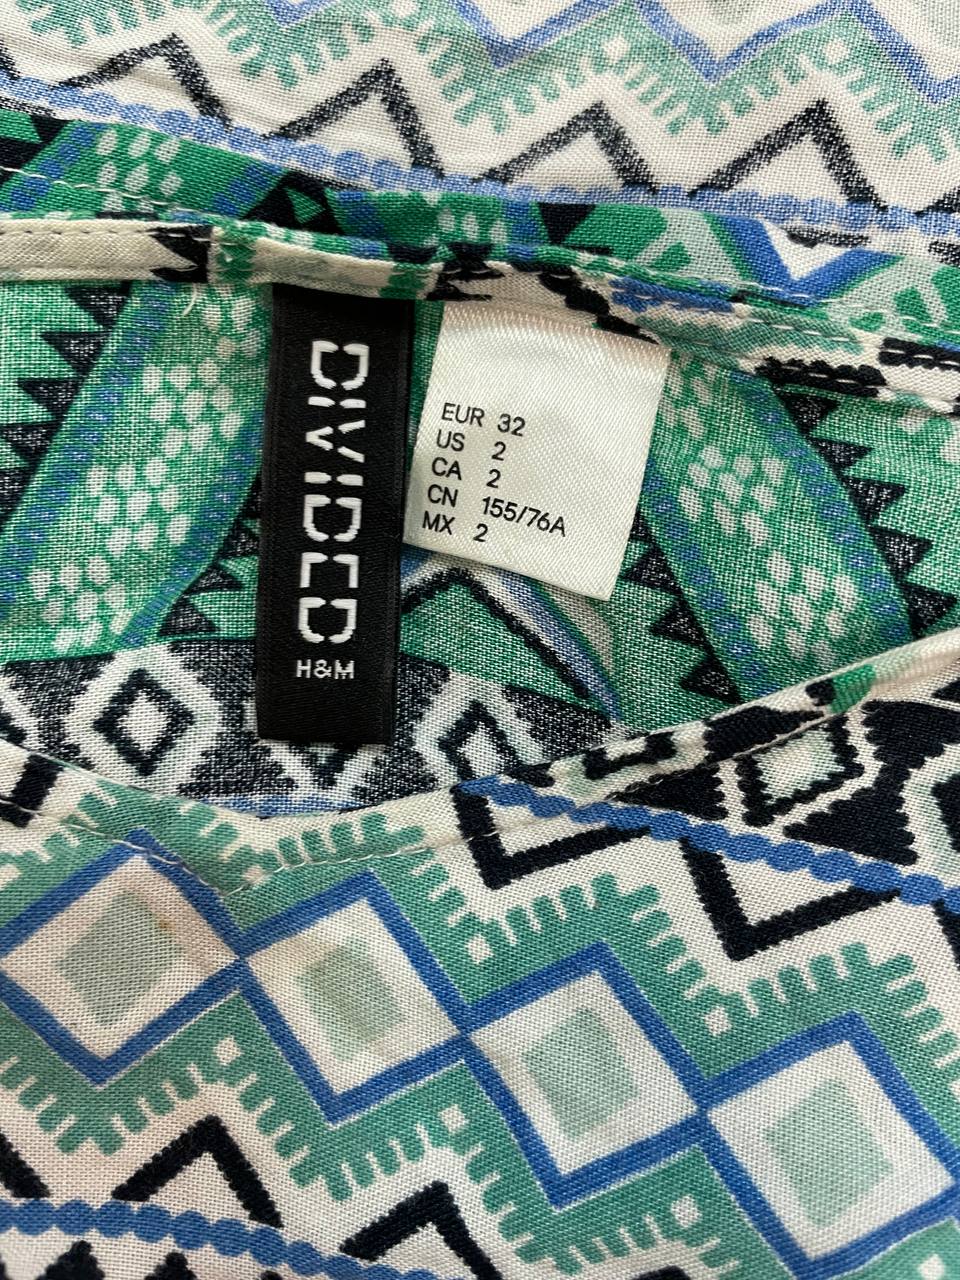 DIVIDED
H&M
EUR 32
US 2
CA 2
CN 155/76A
MX 2